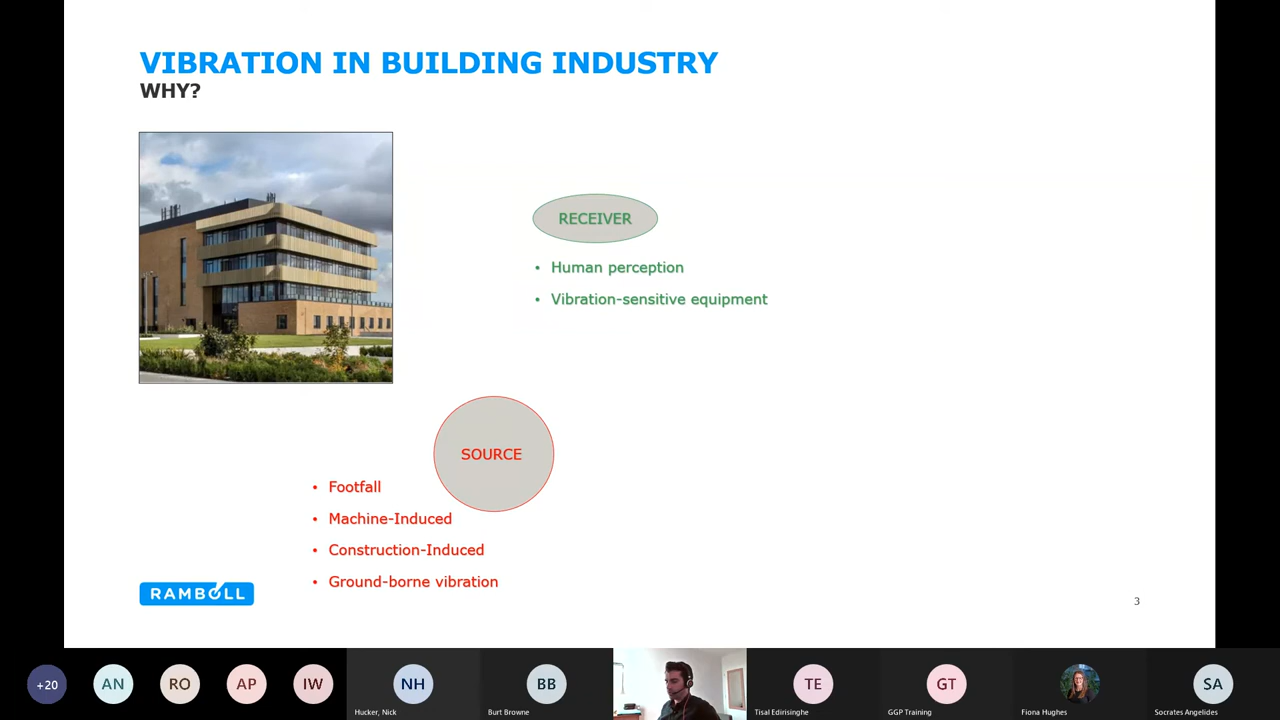 VIBRATION IN BUILDING INDUSTRY
WHY?
RECEIVER
• Human perception
• Vibration-sensitive equipment
SOURCE
• Footfall
• Machine-Induced
• Construction-Induced
• Ground-borne vibration
RAMBOLL
3
+20
AN
RO
AP
IW
NH
BB
TE
GT
SA
Hucker, Nick
Burt Browne
Tisal Edirisinghe
GGP Training
Fiona Hughes
Socrates Angelides